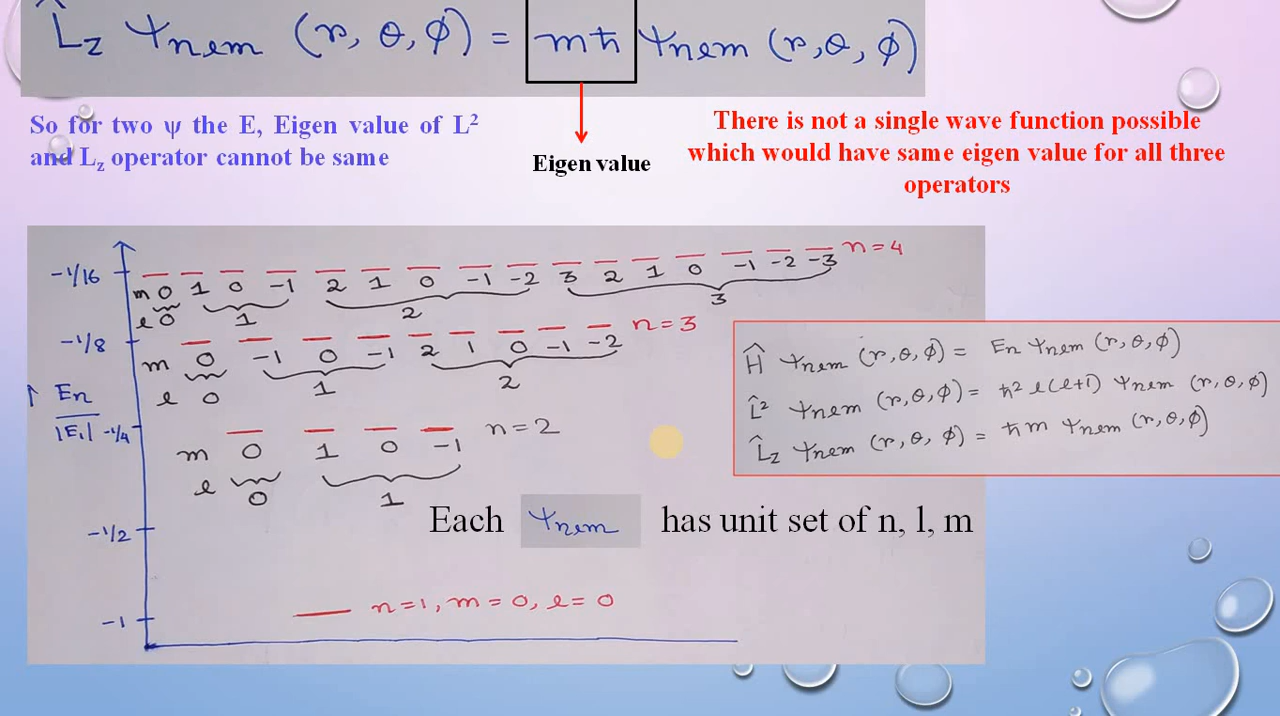 L̂z Ψnlm (r, θ, ϕ) = mħ Ψnlm (r, θ, ϕ)
So for two ψ the E, Eigen value of L²
and Lz operator cannot be same
Eigen value
There is not a single wave function possible
which would have same eigen value for all three
operators
-1/16 n=4
m 0 1 0 -1 2 1 0 -1 -2 3 2 1 0 -1 -2 -3
l 0 1 2 3
-1/8 n=3
m 0 -1 0 -1 2 1 0 -1 -2
l 0 1 2
↑ En
|E1| -1/4
n=2
m 0 1 0 -1
l 0 1
Ĥ Ψnlm (r,θ,ϕ) = En Ψnlm (r,θ,ϕ)
L̂² Ψnlm (r,θ,ϕ) = ħ² l(l+1) Ψnlm (r,θ,ϕ)
L̂z Ψnlm (r,θ,ϕ) = ħm Ψnlm (r,θ,ϕ)
Each Ψnlm has unit set of n, l, m
-1/2
n=1, m=0, l=0
-1